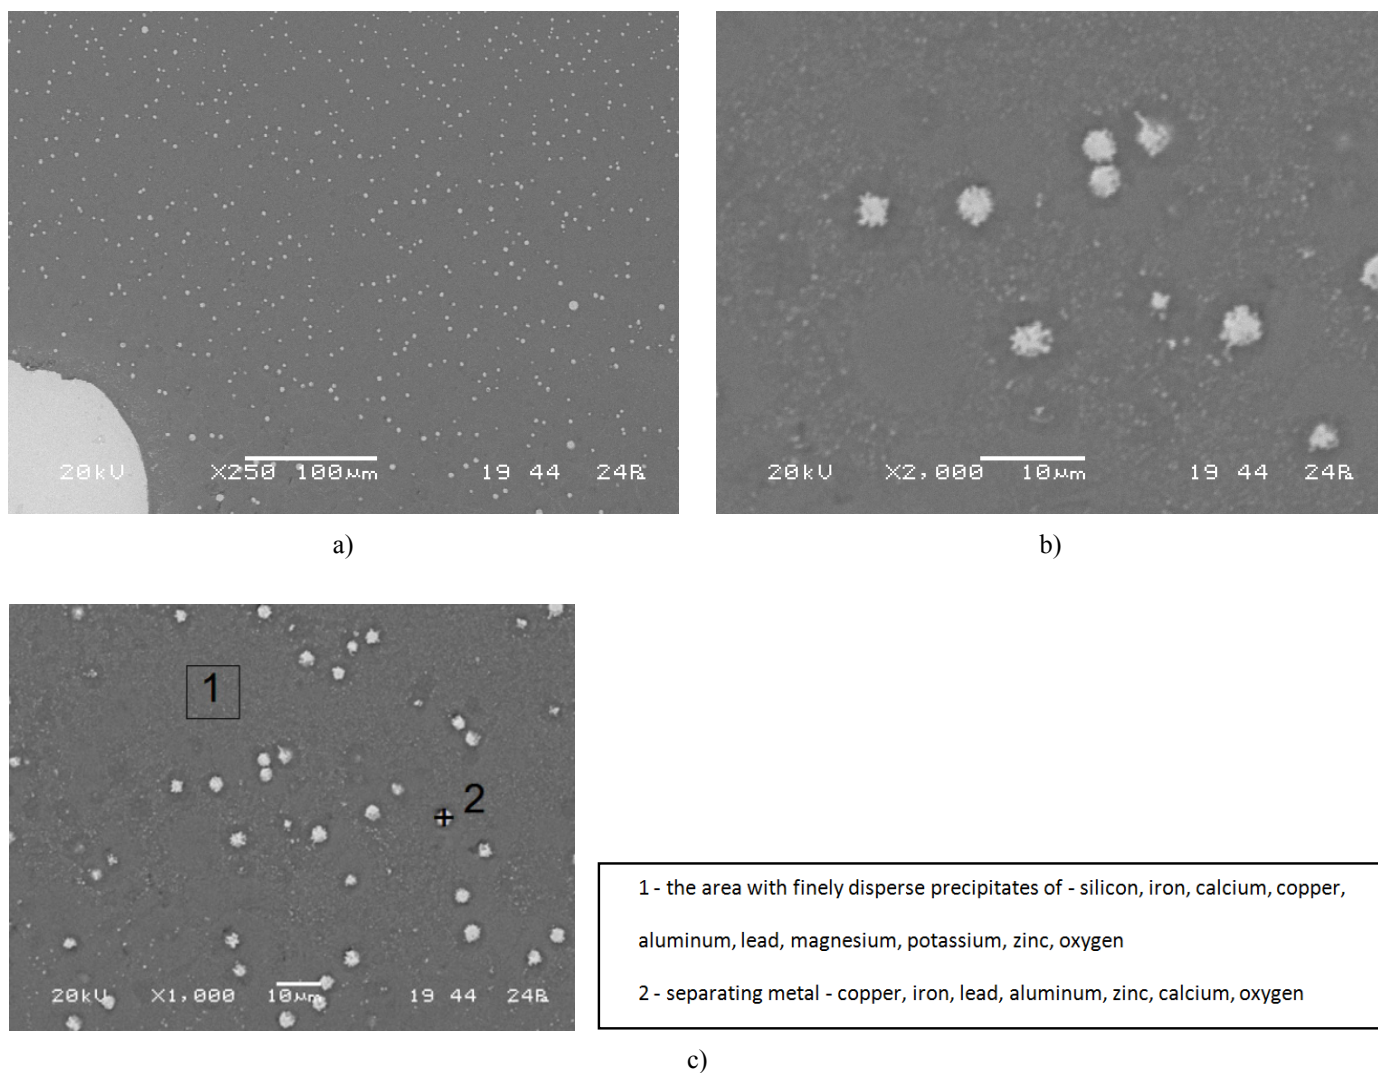 20kV X250 100μm 19 44 24R
a)
20kV X2,000 10μm 19 44 24R
b)
1
2
20kV X1,000 10μm 19 44 24R
1 - the area with finely disperse precipitates of - silicon, iron, calcium, copper,
aluminum, lead, magnesium, potassium, zinc, oxygen
2 - separating metal - copper, iron, lead, aluminum, zinc, calcium, oxygen
c)